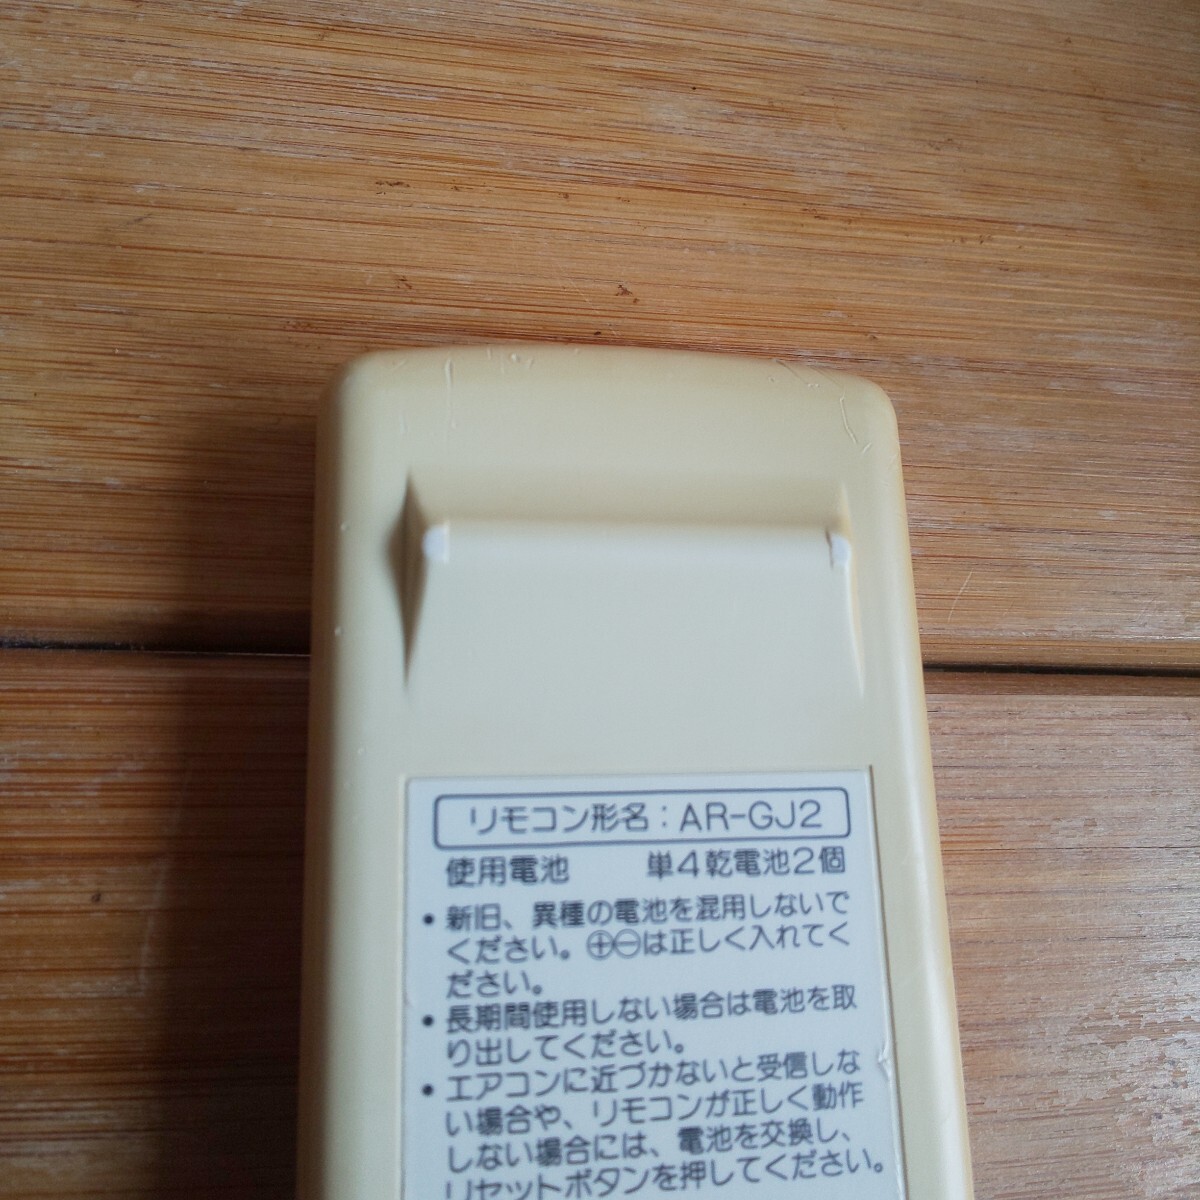 リモコン形名：AR-GJ2
使用電池　単4乾電池2個
• 新旧、異種の電池を混用しないで
ください。⊕⊖は正しく入れてく
ださい。
• 長期間使用しない場合は電池を取
り出してください。
• エアコンに近づかないと受信しな
い場合や、リモコンが正しく動作
しない場合には、電池を交換し、
リセットボタンを押してください。